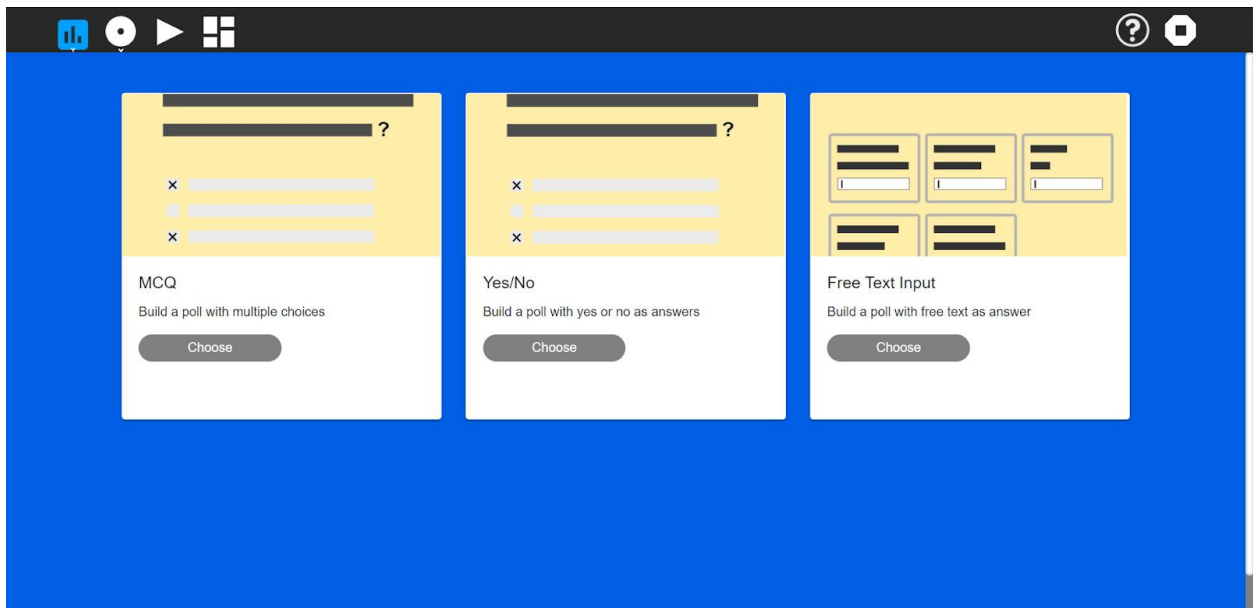 ?
?
MCQ
Build a poll with multiple choices
Choose
Yes/No
Build a poll with yes or no as answers
Choose
Free Text Input
Build a poll with free text as answer
Choose